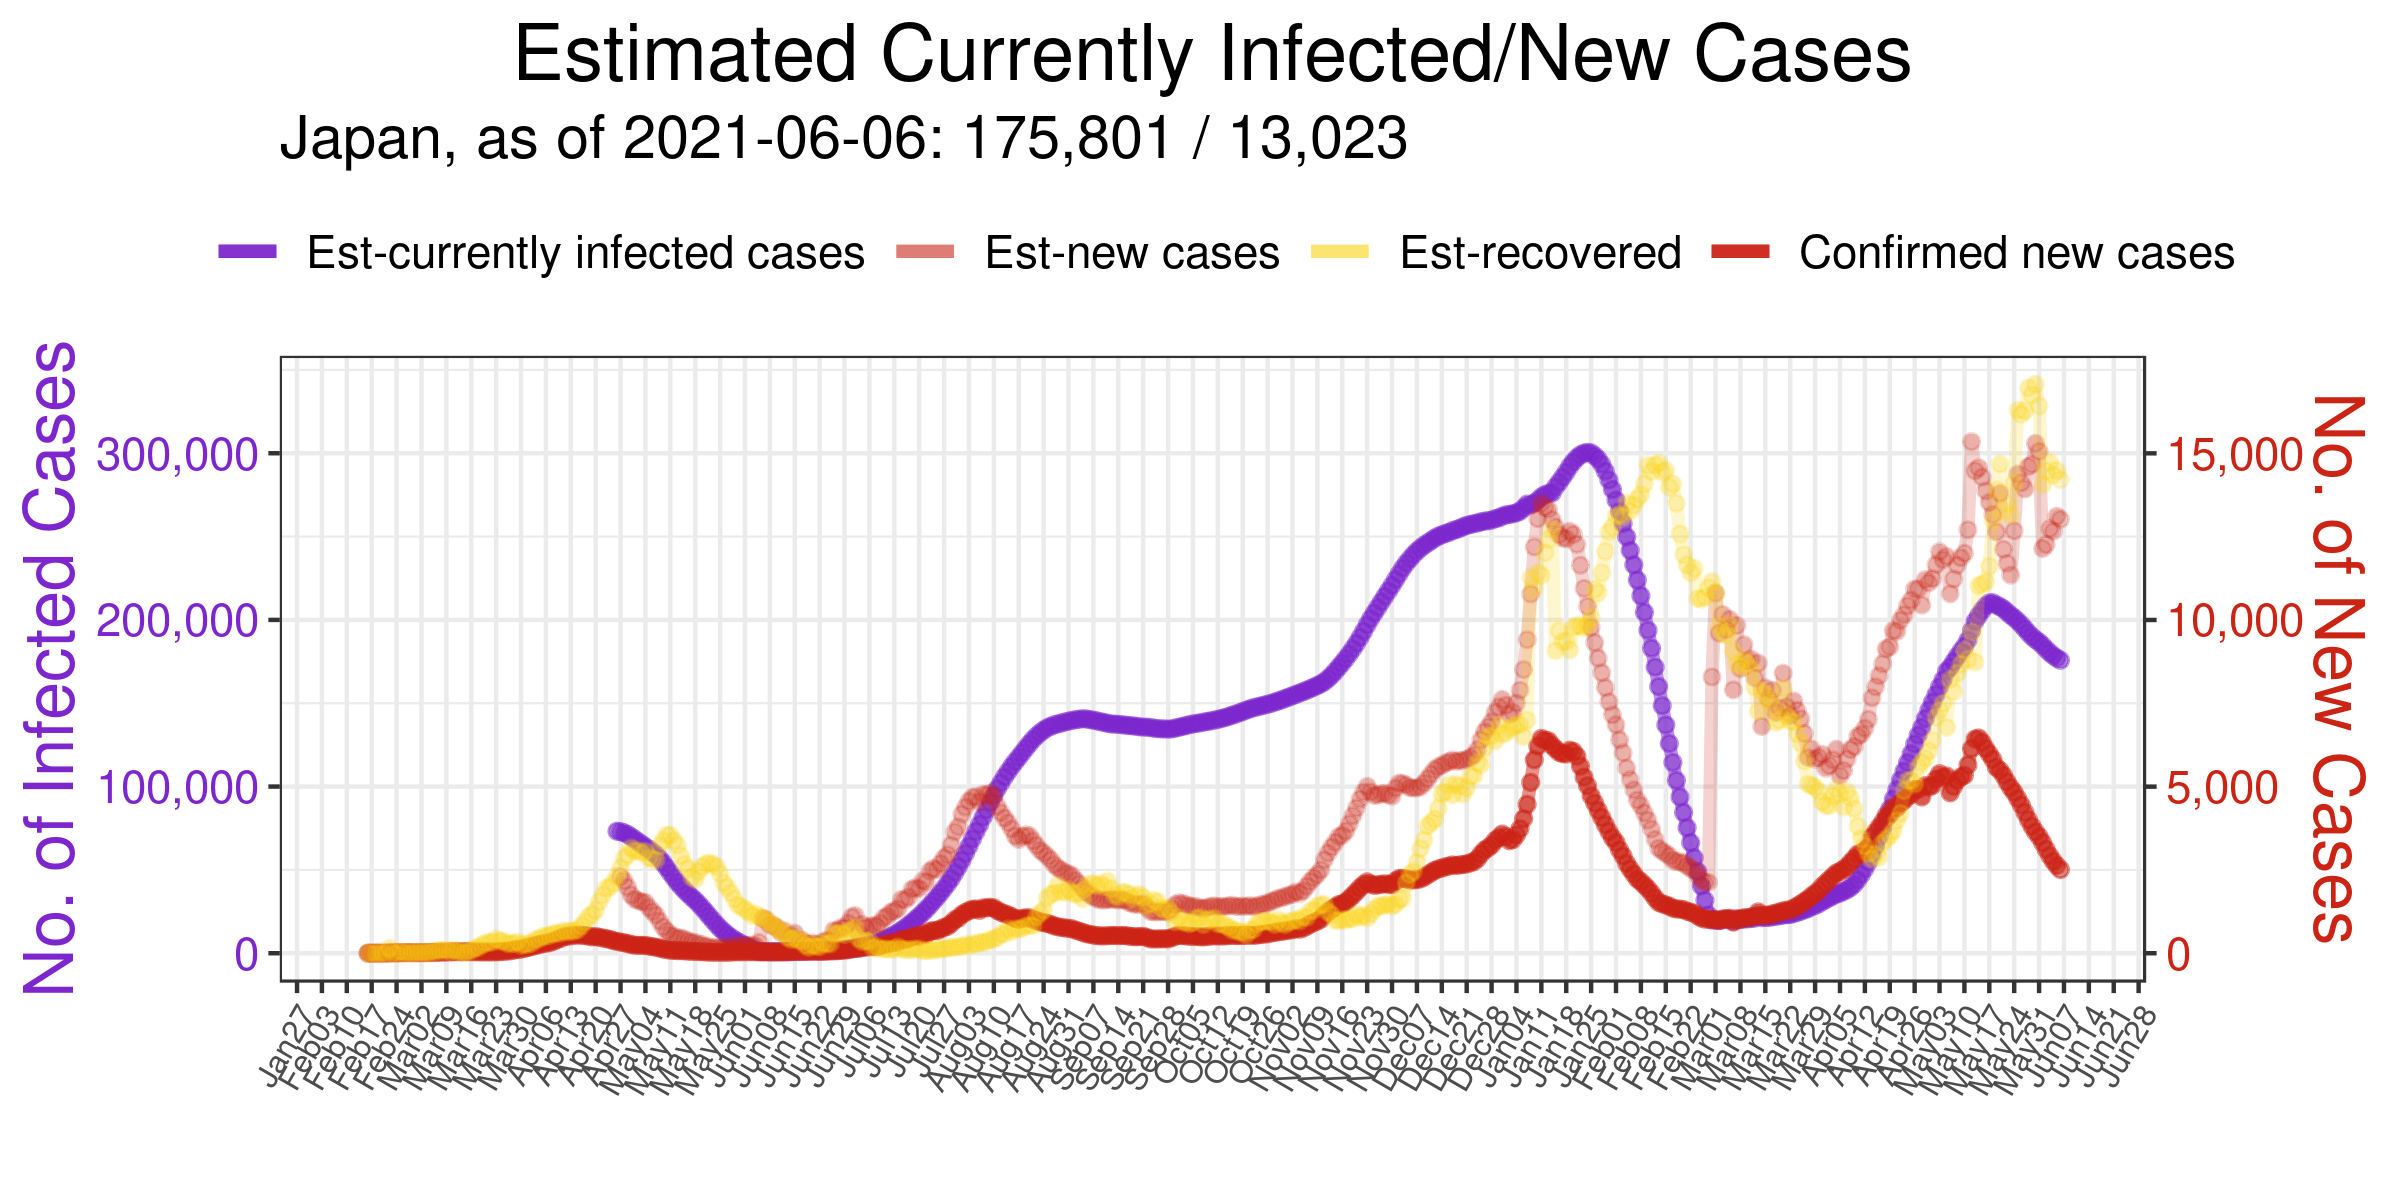 Estimated Currently Infected/New Cases
Japan, as of 2021-06-06: 175,801 / 13,023
Est-currently infected cases
Est-new cases
Est-recovered
Confirmed new cases
No. of Infected Cases
300,000
200,000
100,000
0
15,000
10,000
5,000
0
No. of New Cases
Jan27
Feb03
Feb10
Feb17
Feb24
Mar02
Mar09
Mar16
Mar23
Mar30
Apr06
Apr13
Apr20
Apr27
May04
May11
May18
May25
Jun01
Jun08
Jun15
Jun22
Jun29
Jul06
Jul13
Jul20
Jul27
Aug03
Aug10
Aug17
Aug24
Aug31
Sep07
Sep14
Sep21
Sep28
Oct05
Oct12
Oct19
Oct26
Nov02
Nov09
Nov16
Nov23
Nov30
Dec07
Dec14
Dec21
Dec28
Jan04
Jan11
Jan18
Jan25
Feb01
Feb08
Feb15
Feb22
Mar01
Mar08
Mar15
Mar22
Mar29
Apr05
Apr12
Apr19
Apr26
May03
May10
May17
May24
May31
Jun07
Jun14
Jun21
Jun28